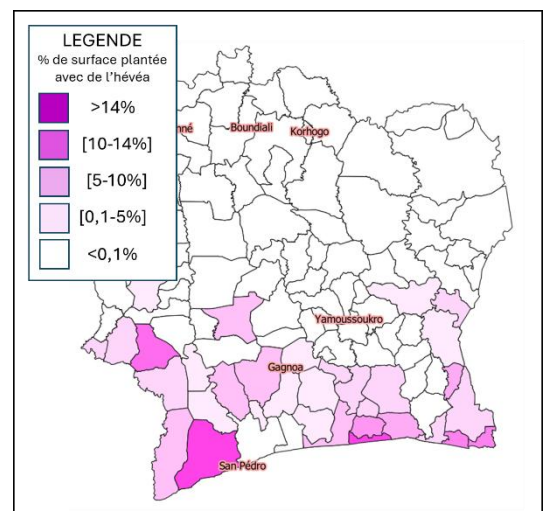 LEGENDE
% de surface plantée
avec de l'hévéa
>14%
[10-14%]
[5-10%]
[0,1-5%]
<0,1%
nné
Boundiali
Korhogo
Yamoussoukro
Gagnoa
San Pédro